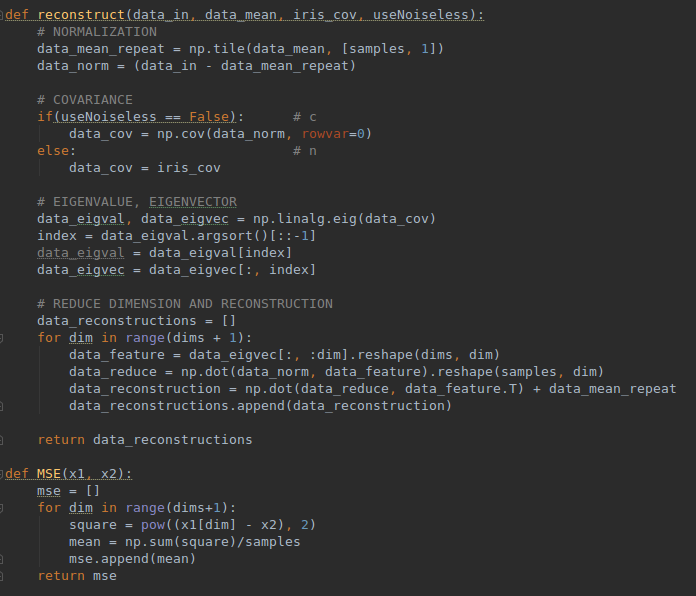 def reconstruct(data_in, data_mean, iris_cov, useNoiseless):
    # NORMALIZATION
    data_mean_repeat = np.tile(data_mean, [samples, 1])
    data_norm = (data_in - data_mean_repeat)

    # COVARIANCE
    if(useNoiseless == False):      # c
        data_cov = np.cov(data_norm, rowvar=0)
    else:                           # n
        data_cov = iris_cov

    # EIGENVALUE, EIGENVECTOR
    data_eigval, data_eigvec = np.linalg.eig(data_cov)
    index = data_eigval.argsort()[::-1]
    data_eigval = data_eigval[index]
    data_eigvec = data_eigvec[:, index]

    # REDUCE DIMENSION AND RECONSTRUCTION
    data_reconstructions = []
    for dim in range(dims + 1):
        data_feature = data_eigvec[:, :dim].reshape(dims, dim)
        data_reduce = np.dot(data_norm, data_feature).reshape(samples, dim)
        data_reconstruction = np.dot(data_reduce, data_feature.T) + data_mean_repeat
        data_reconstructions.append(data_reconstruction)

    return data_reconstructions

def MSE(x1, x2):
    mse = []
    for dim in range(dims+1):
        square = pow((x1[dim] - x2), 2)
        mean = np.sum(square)/samples
        mse.append(mean)
    return mse